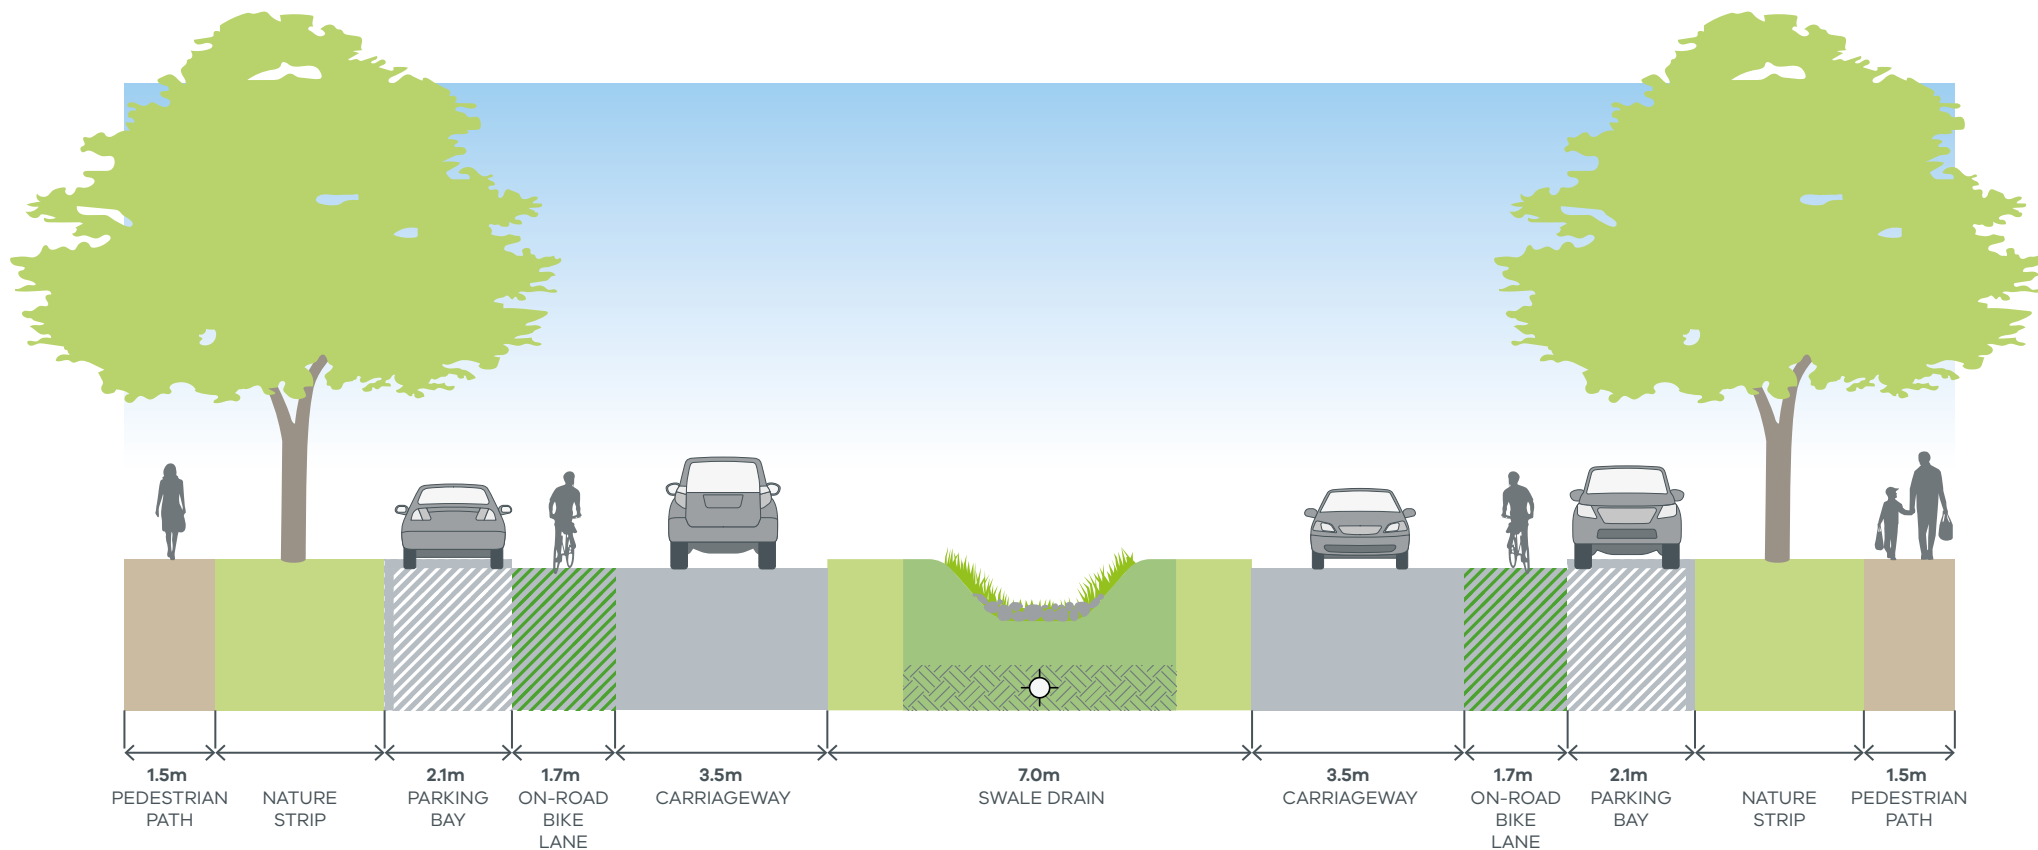 1.5m
PEDESTRIAN
PATH
NATURE
STRIP
2.1m
PARKING
BAY
1.7m
ON-ROAD
BIKE
LANE
3.5m
CARRIAGEWAY
7.0m
SWALE DRAIN
3.5m
CARRIAGEWAY
1.7m
ON-ROAD
BIKE
LANE
2.1m
PARKING
BAY
NATURE
STRIP
1.5m
PEDESTRIAN
PATH